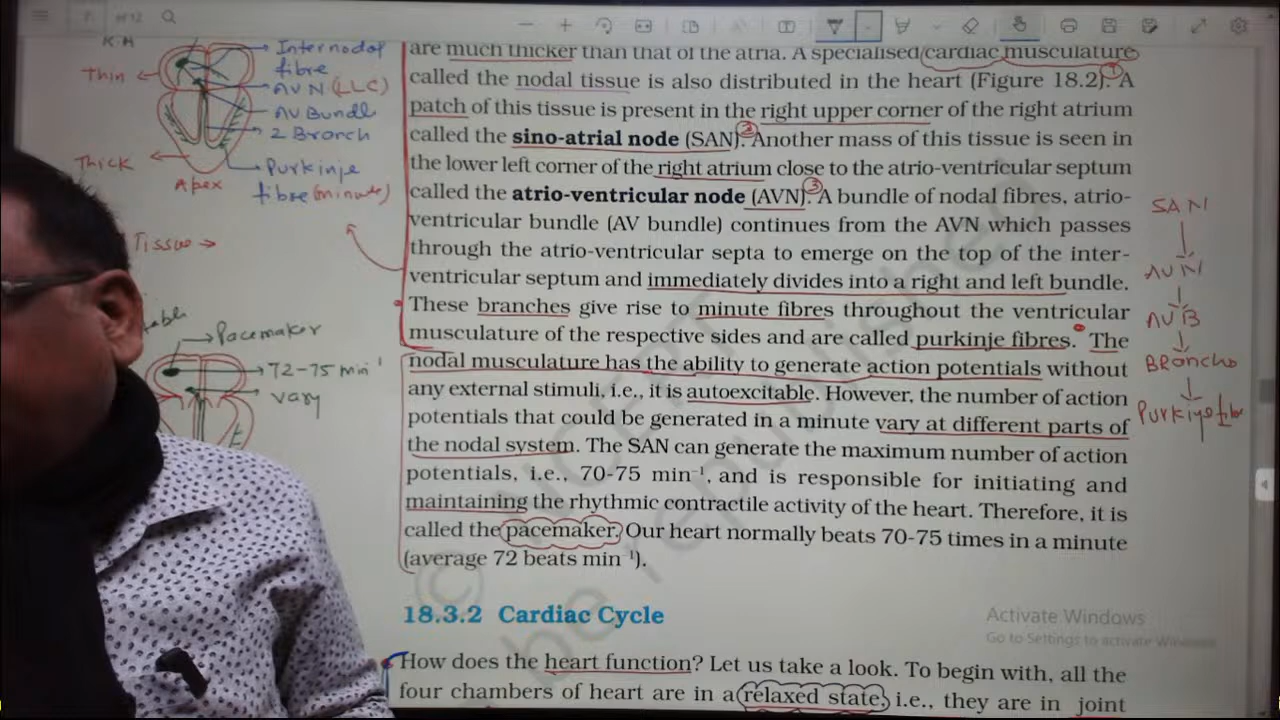 Internodal
fibre
Thin
AVN (LLC)
AV Bundle
2 Branch
Thick
Purkinje
Apex
fibre (minute)
Tissue →
Pacemaker
72-75 min⁻¹
vary
are much thicker than that of the atria. A specialised cardiac musculature
called the nodal tissue is also distributed in the heart (Figure 18.2). ① A
patch of this tissue is present in the right upper corner of the right atrium
called the sino-atrial node (SAN). ② Another mass of this tissue is seen in
the lower left corner of the right atrium close to the atrio-ventricular septum
called the atrio-ventricular node (AVN). ③ A bundle of nodal fibres, atrio-
ventricular bundle (AV bundle) continues from the AVN which passes
through the atrio-ventricular septa to emerge on the top of the inter-
ventricular septum and immediately divides into a right and left bundle.
These branches give rise to minute fibres throughout the ventricular
musculature of the respective sides and are called purkinje fibres. The
nodal musculature has the ability to generate action potentials without
any external stimuli, i.e., it is autoexcitable. However, the number of action
potentials that could be generated in a minute vary at different parts of
the nodal system. The SAN can generate the maximum number of action
potentials, i.e., 70-75 min⁻¹, and is responsible for initiating and
maintaining the rhythmic contractile activity of the heart. Therefore, it is
called the pacemaker. Our heart normally beats 70-75 times in a minute
(average 72 beats min⁻¹).
18.3.2 Cardiac Cycle
How does the heart function? Let us take a look. To begin with, all the
four chambers of heart are in a relaxed state, i.e., they are in joint
SAN
AVN
AVB
Branch
Activate Windows
Go to Settings to activate Windows